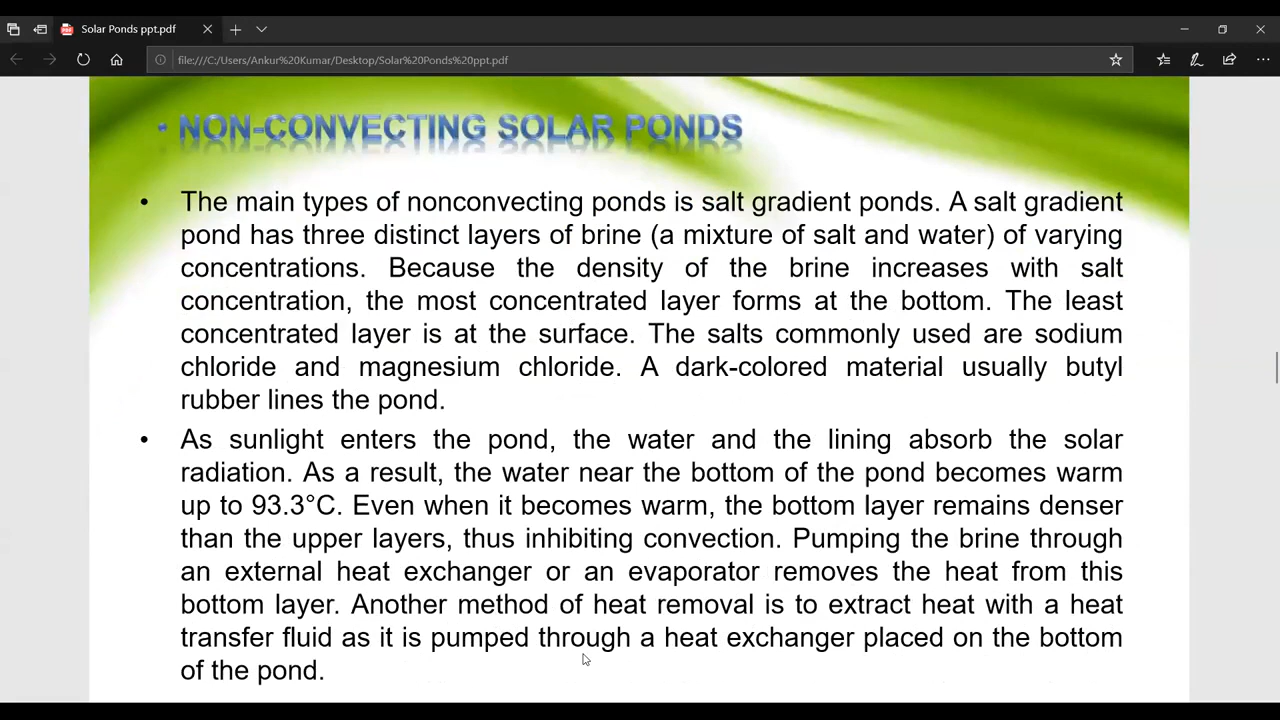 Solar Ponds ppt.pdf
file:///C:/Users/Ankur%20Kumar/Desktop/Solar%20Ponds%20ppt.pdf
• NON-CONVECTING SOLAR PONDS
• The main types of nonconvecting ponds is salt gradient ponds. A salt gradient
pond has three distinct layers of brine (a mixture of salt and water) of varying
concentrations. Because the density of the brine increases with salt
concentration, the most concentrated layer forms at the bottom. The least
concentrated layer is at the surface. The salts commonly used are sodium
chloride and magnesium chloride. A dark-colored material usually butyl
rubber lines the pond.
• As sunlight enters the pond, the water and the lining absorb the solar
radiation. As a result, the water near the bottom of the pond becomes warm
up to 93.3°C. Even when it becomes warm, the bottom layer remains denser
than the upper layers, thus inhibiting convection. Pumping the brine through
an external heat exchanger or an evaporator removes the heat from this
bottom layer. Another method of heat removal is to extract heat with a heat
transfer fluid as it is pumped through a heat exchanger placed on the bottom
of the pond.